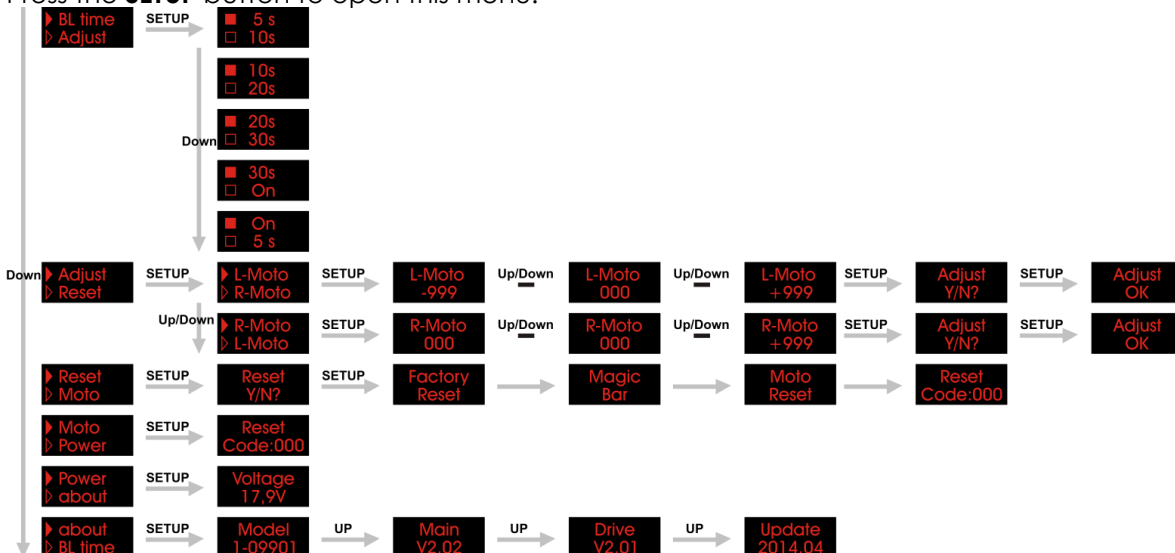 Press the SETUP button to open this menu.
BL time
Adjust
SETUP
5 s
10s
10s
20s
Down
20s
30s
30s
On
On
5 s
Down
Adjust
Reset
SETUP
L-Moto
R-Moto
SETUP
L-Moto
-999
Up/Down
L-Moto
000
Up/Down
L-Moto
+999
SETUP
Adjust
Y/N?
SETUP
Adjust
OK
Up/Down
R-Moto
L-Moto
SETUP
R-Moto
000
Up/Down
R-Moto
000
Up/Down
R-Moto
+999
SETUP
Adjust
Y/N?
SETUP
Adjust
OK
Reset
Moto
SETUP
Reset
Y/N?
SETUP
Factory
Reset
Magic
Bar
Moto
Reset
Reset
Code:000
Moto
Power
SETUP
Reset
Code:000
Power
about
SETUP
Voltage
17,9V
about
BL time
SETUP
Model
1-09901
UP
Main
V2.02
UP
Drive
V2.01
UP
Update
2014.04